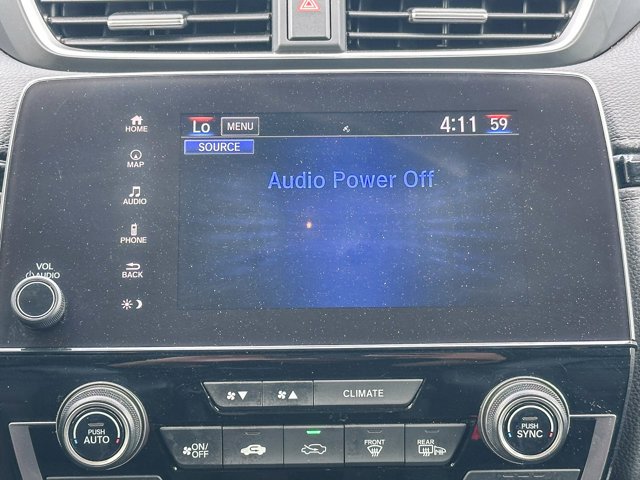 Lo MENU 4:11 59
SOURCE
Audio Power Off
HOME
MAP
AUDIO
PHONE
BACK
VOL
AUDIO
CLIMATE
PUSH
AUTO
PUSH
SYNC
ON/
OFF
FRONT
REAR